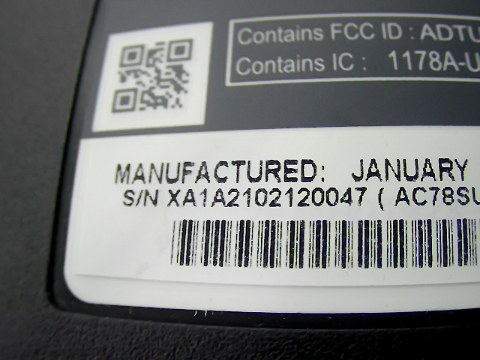 Contains FCC ID : ADTU
Contains IC : 1178A-U
MANUFACTURED: JANUARY
S/N XA1A2102120047 ( AC78SU